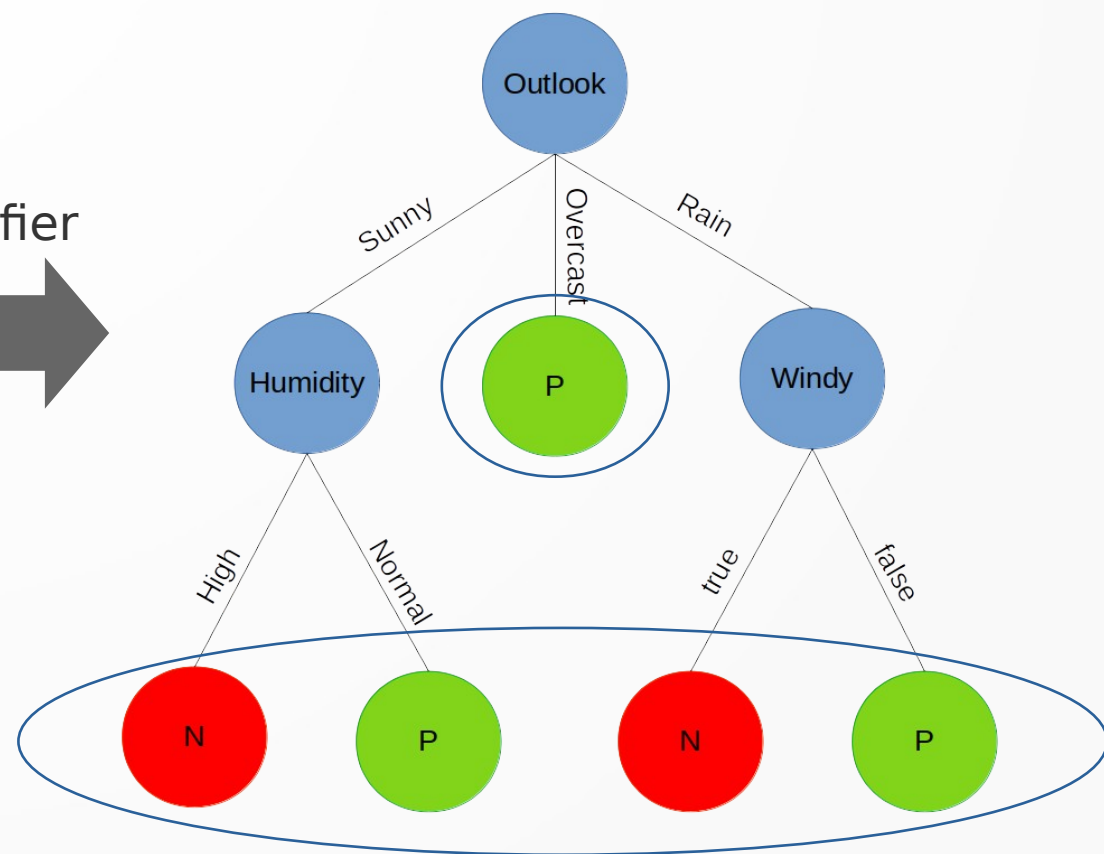 Outlook
Sunny
Overcast
Rain
fier
Humidity
P
Windy
High
Normal
true
false
N
P
N
P